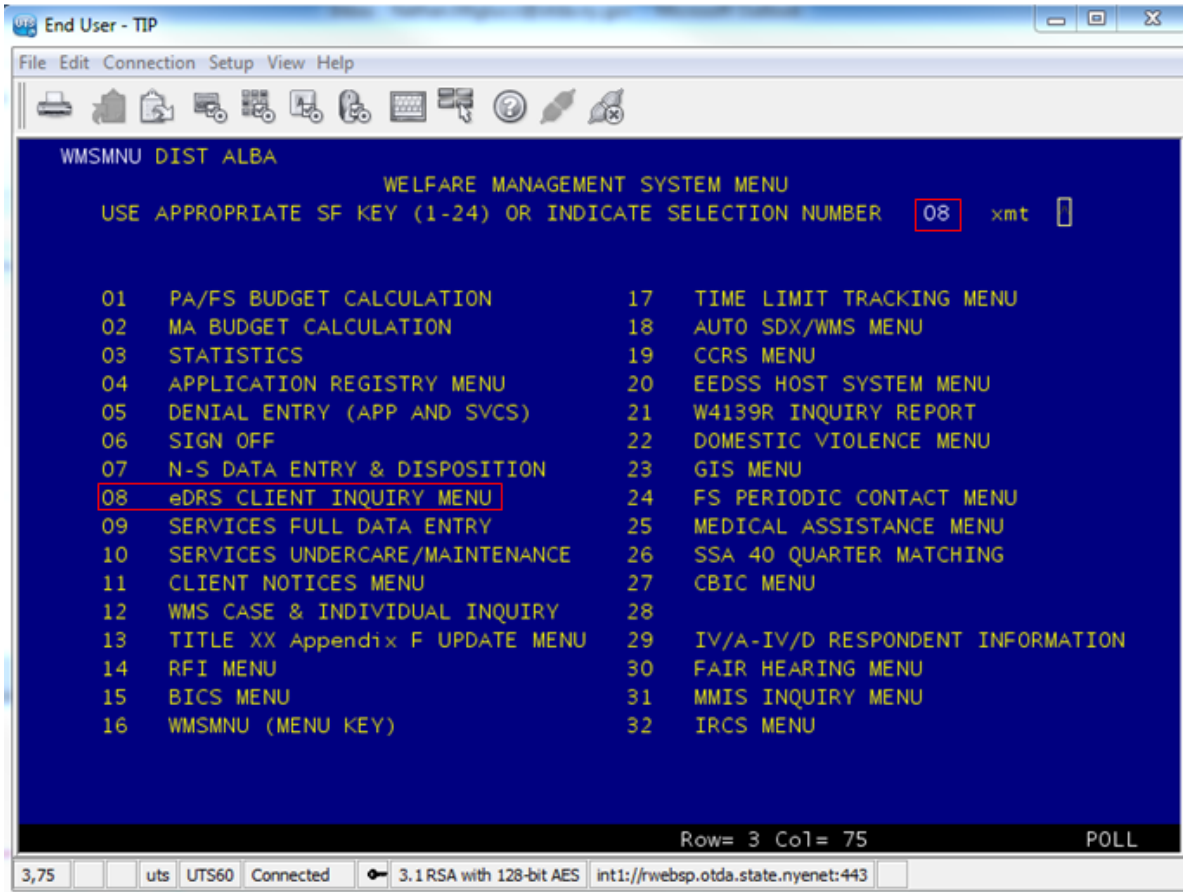 End User - TIP
File Edit Connection Setup View Help
WMSMNU DIST ALBA
WELFARE MANAGEMENT SYSTEM MENU
USE APPROPRIATE SF KEY (1-24) OR INDICATE SELECTION NUMBER 08 xmt
01 PA/FS BUDGET CALCULATION 17 TIME LIMIT TRACKING MENU
02 MA BUDGET CALCULATION 18 AUTO SDX/WMS MENU
03 STATISTICS 19 CCRS MENU
04 APPLICATION REGISTRY MENU 20 EEDSS HOST SYSTEM MENU
05 DENIAL ENTRY (APP AND SVCS) 21 W4139R INQUIRY REPORT
06 SIGN OFF 22 DOMESTIC VIOLENCE MENU
07 N-S DATA ENTRY & DISPOSITION 23 GIS MENU
08 eDRS CLIENT INQUIRY MENU 24 FS PERIODIC CONTACT MENU
09 SERVICES FULL DATA ENTRY 25 MEDICAL ASSISTANCE MENU
10 SERVICES UNDERCARE/MAINTENANCE 26 SSA 40 QUARTER MATCHING
11 CLIENT NOTICES MENU 27 CBIC MENU
12 WMS CASE & INDIVIDUAL INQUIRY 28
13 TITLE XX Appendix F UPDATE MENU 29 IV/A-IV/D RESPONDENT INFORMATION
14 RFI MENU 30 FAIR HEARING MENU
15 BICS MENU 31 MMIS INQUIRY MENU
16 WMSMNU (MENU KEY) 32 IRCS MENU
Row= 3 Col= 75 POLL
3,75 uts UTS60 Connected 3.1 RSA with 128-bit AES int1://rwebsp.otda.state.nyenet:443